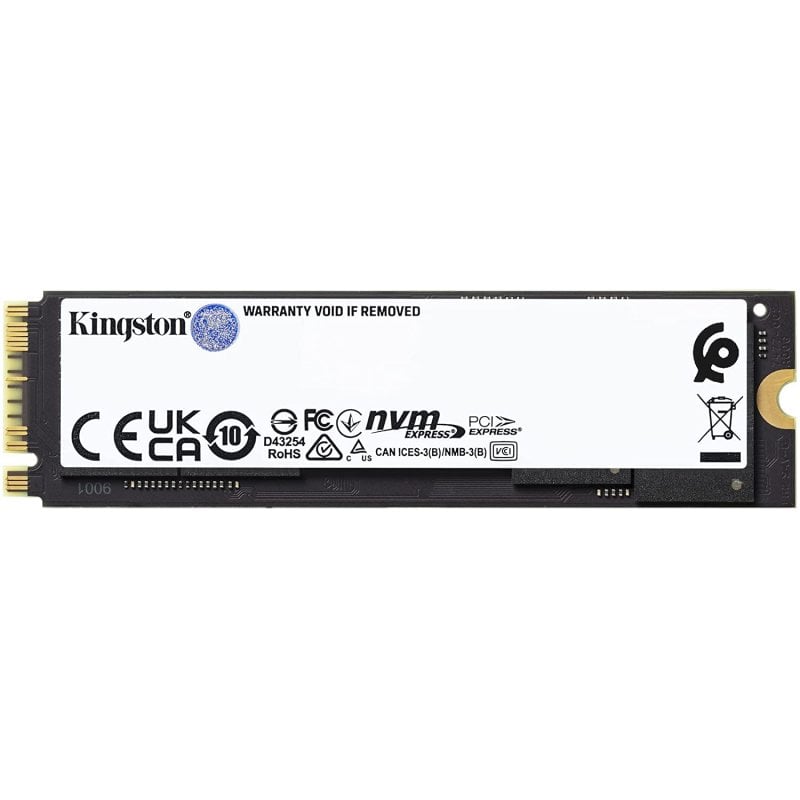 Kingston®
WARRANTY VOID IF REMOVED
CE
UK
CA
10
D43254
RoHS
FC
nvm
EXPRESS
PCI
EXPRESS®
C US
CAN ICES-3(B)/NMB-3(B)
VCI
9001